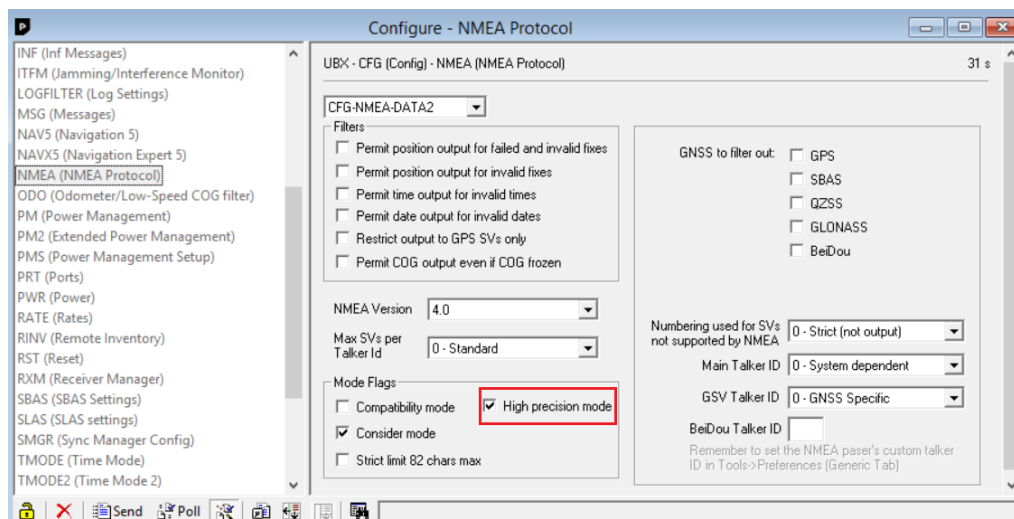 Configure - NMEA Protocol
INF (Inf Messages)
ITFM (Jamming/Interference Monitor)
LOGFILTER (Log Settings)
MSG (Messages)
NAV5 (Navigation 5)
NAVX5 (Navigation Expert 5)
NMEA (NMEA Protocol)
ODO (Odometer/Low-Speed COG filter)
PM (Power Management)
PM2 (Extended Power Management)
PMS (Power Management Setup)
PRT (Ports)
PWR (Power)
RATE (Rates)
RINV (Remote Inventory)
RST (Reset)
RXM (Receiver Manager)
SBAS (SBAS Settings)
SLAS (SLAS settings)
SMGR (Sync Manager Config)
TMODE (Time Mode)
TMODE2 (Time Mode 2)
UBX - CFG (Config) - NMEA (NMEA Protocol) 31 s
CFG-NMEA-DATA2
Filters
Permit position output for failed and invalid fixes
Permit position output for invalid fixes
Permit time output for invalid times
Permit date output for invalid dates
Restrict output to GPS SVs only
Permit COG output even if COG frozen
NMEA Version 4.0
Max SVs per
Talker Id 0 - Standard
Mode Flags
Compatibility mode High precision mode
Consider mode
Strict limit 82 chars max
GNSS to filter out: GPS
SBAS
QZSS
GLONASS
BeiDou
Numbering used for SVs
not supported by NMEA 0 - Strict (not output)
Main Talker ID 0 - System dependent
GSV Talker ID 0 - GNSS Specific
BeiDou Talker ID
Remember to set the NMEA paser's custom talker
ID in Tools->Preferences (Generic Tab)
Send Poll